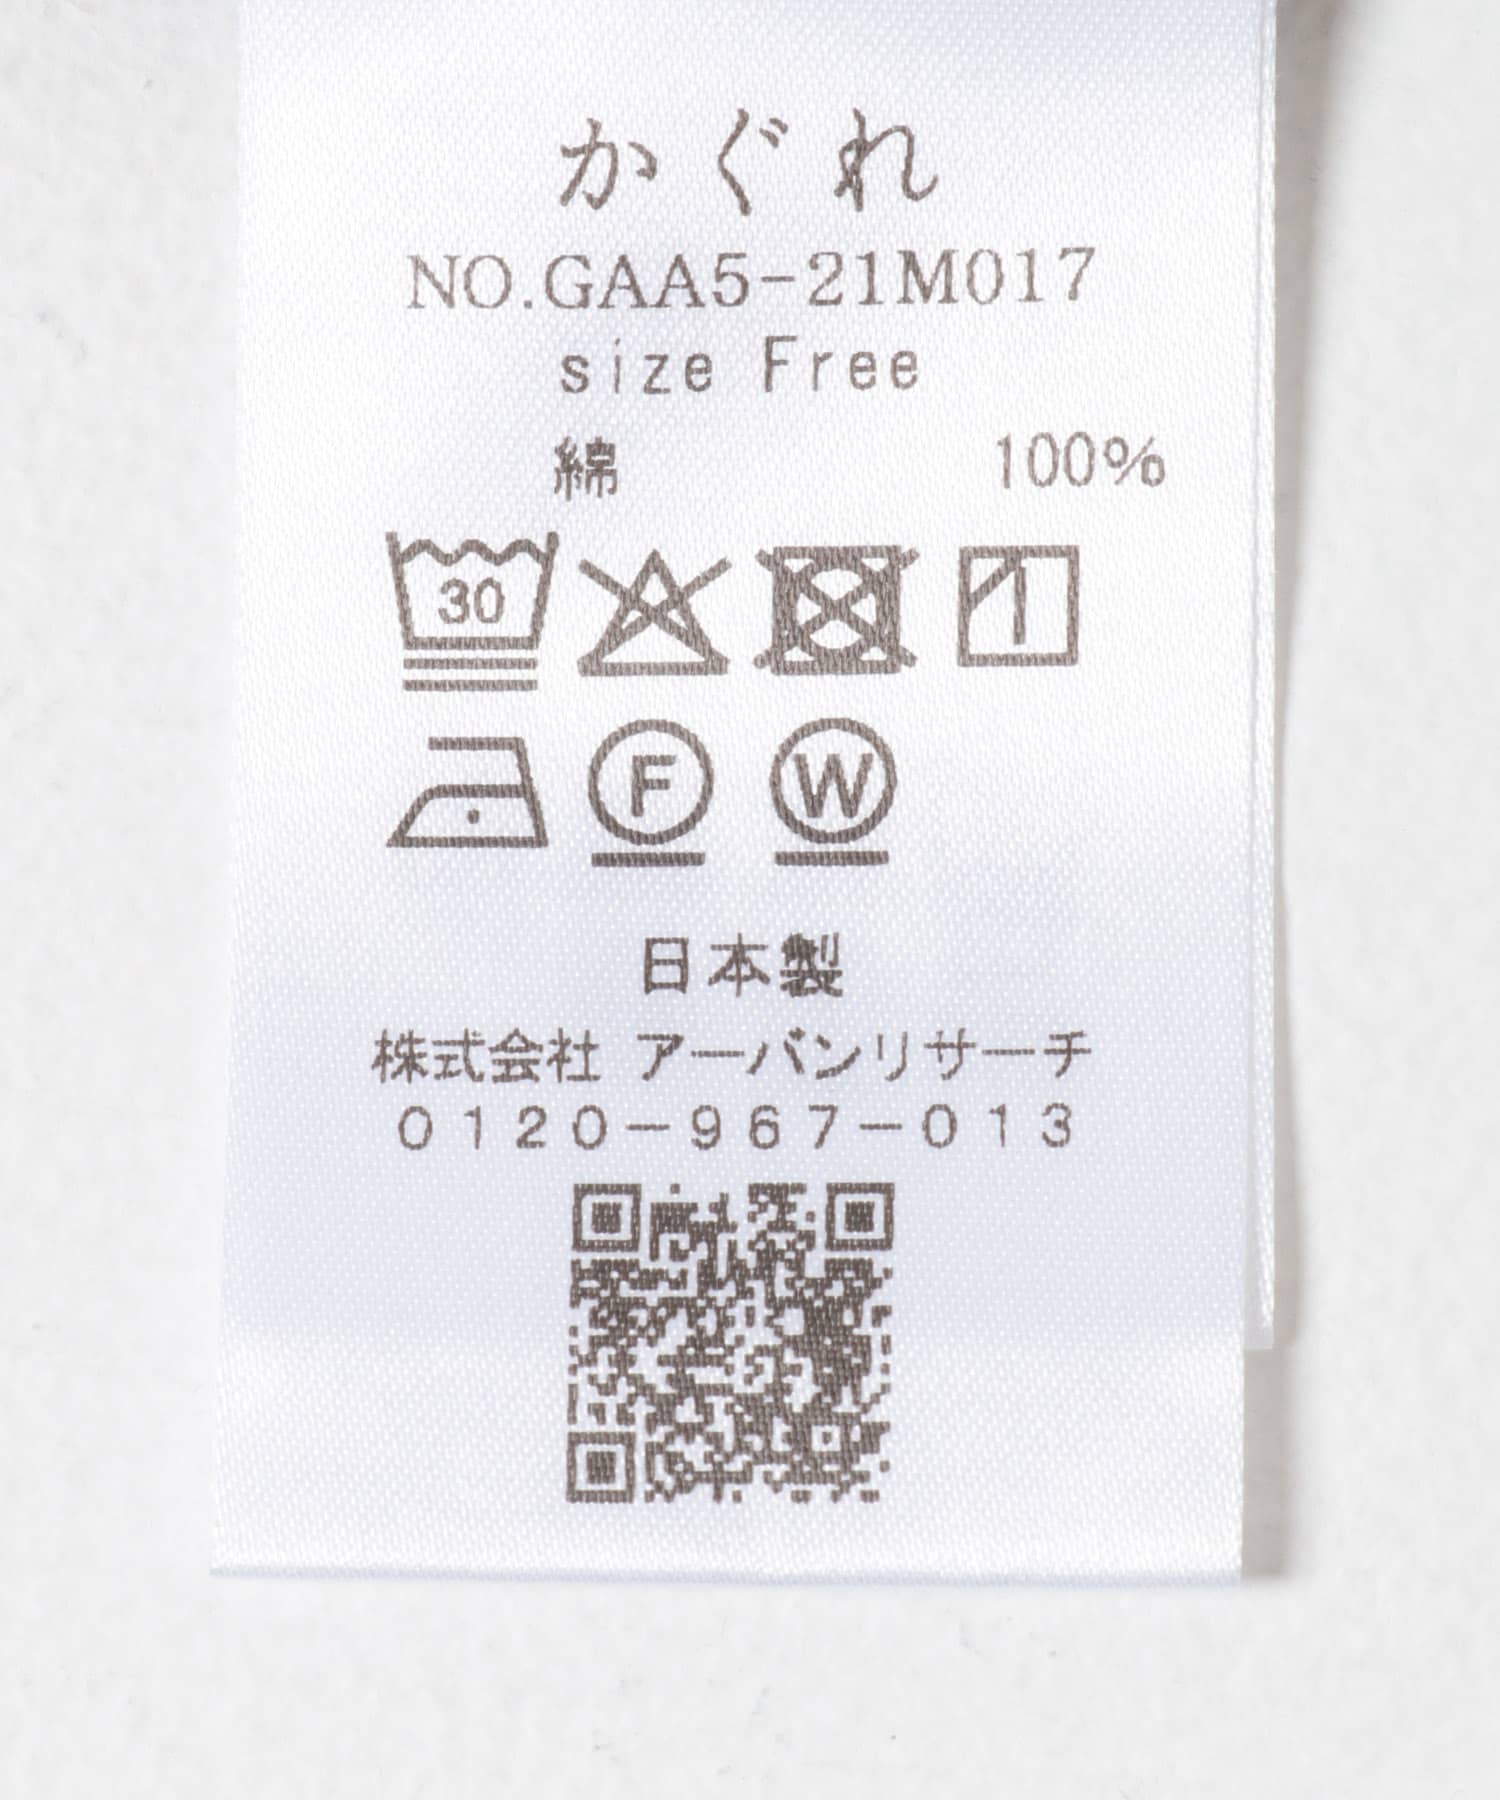 かぐれ
NO.GAA5-21M017
size Free
綿 100%
30
F W
日本製
株式会社 アーバンリサーチ
0120-967-013